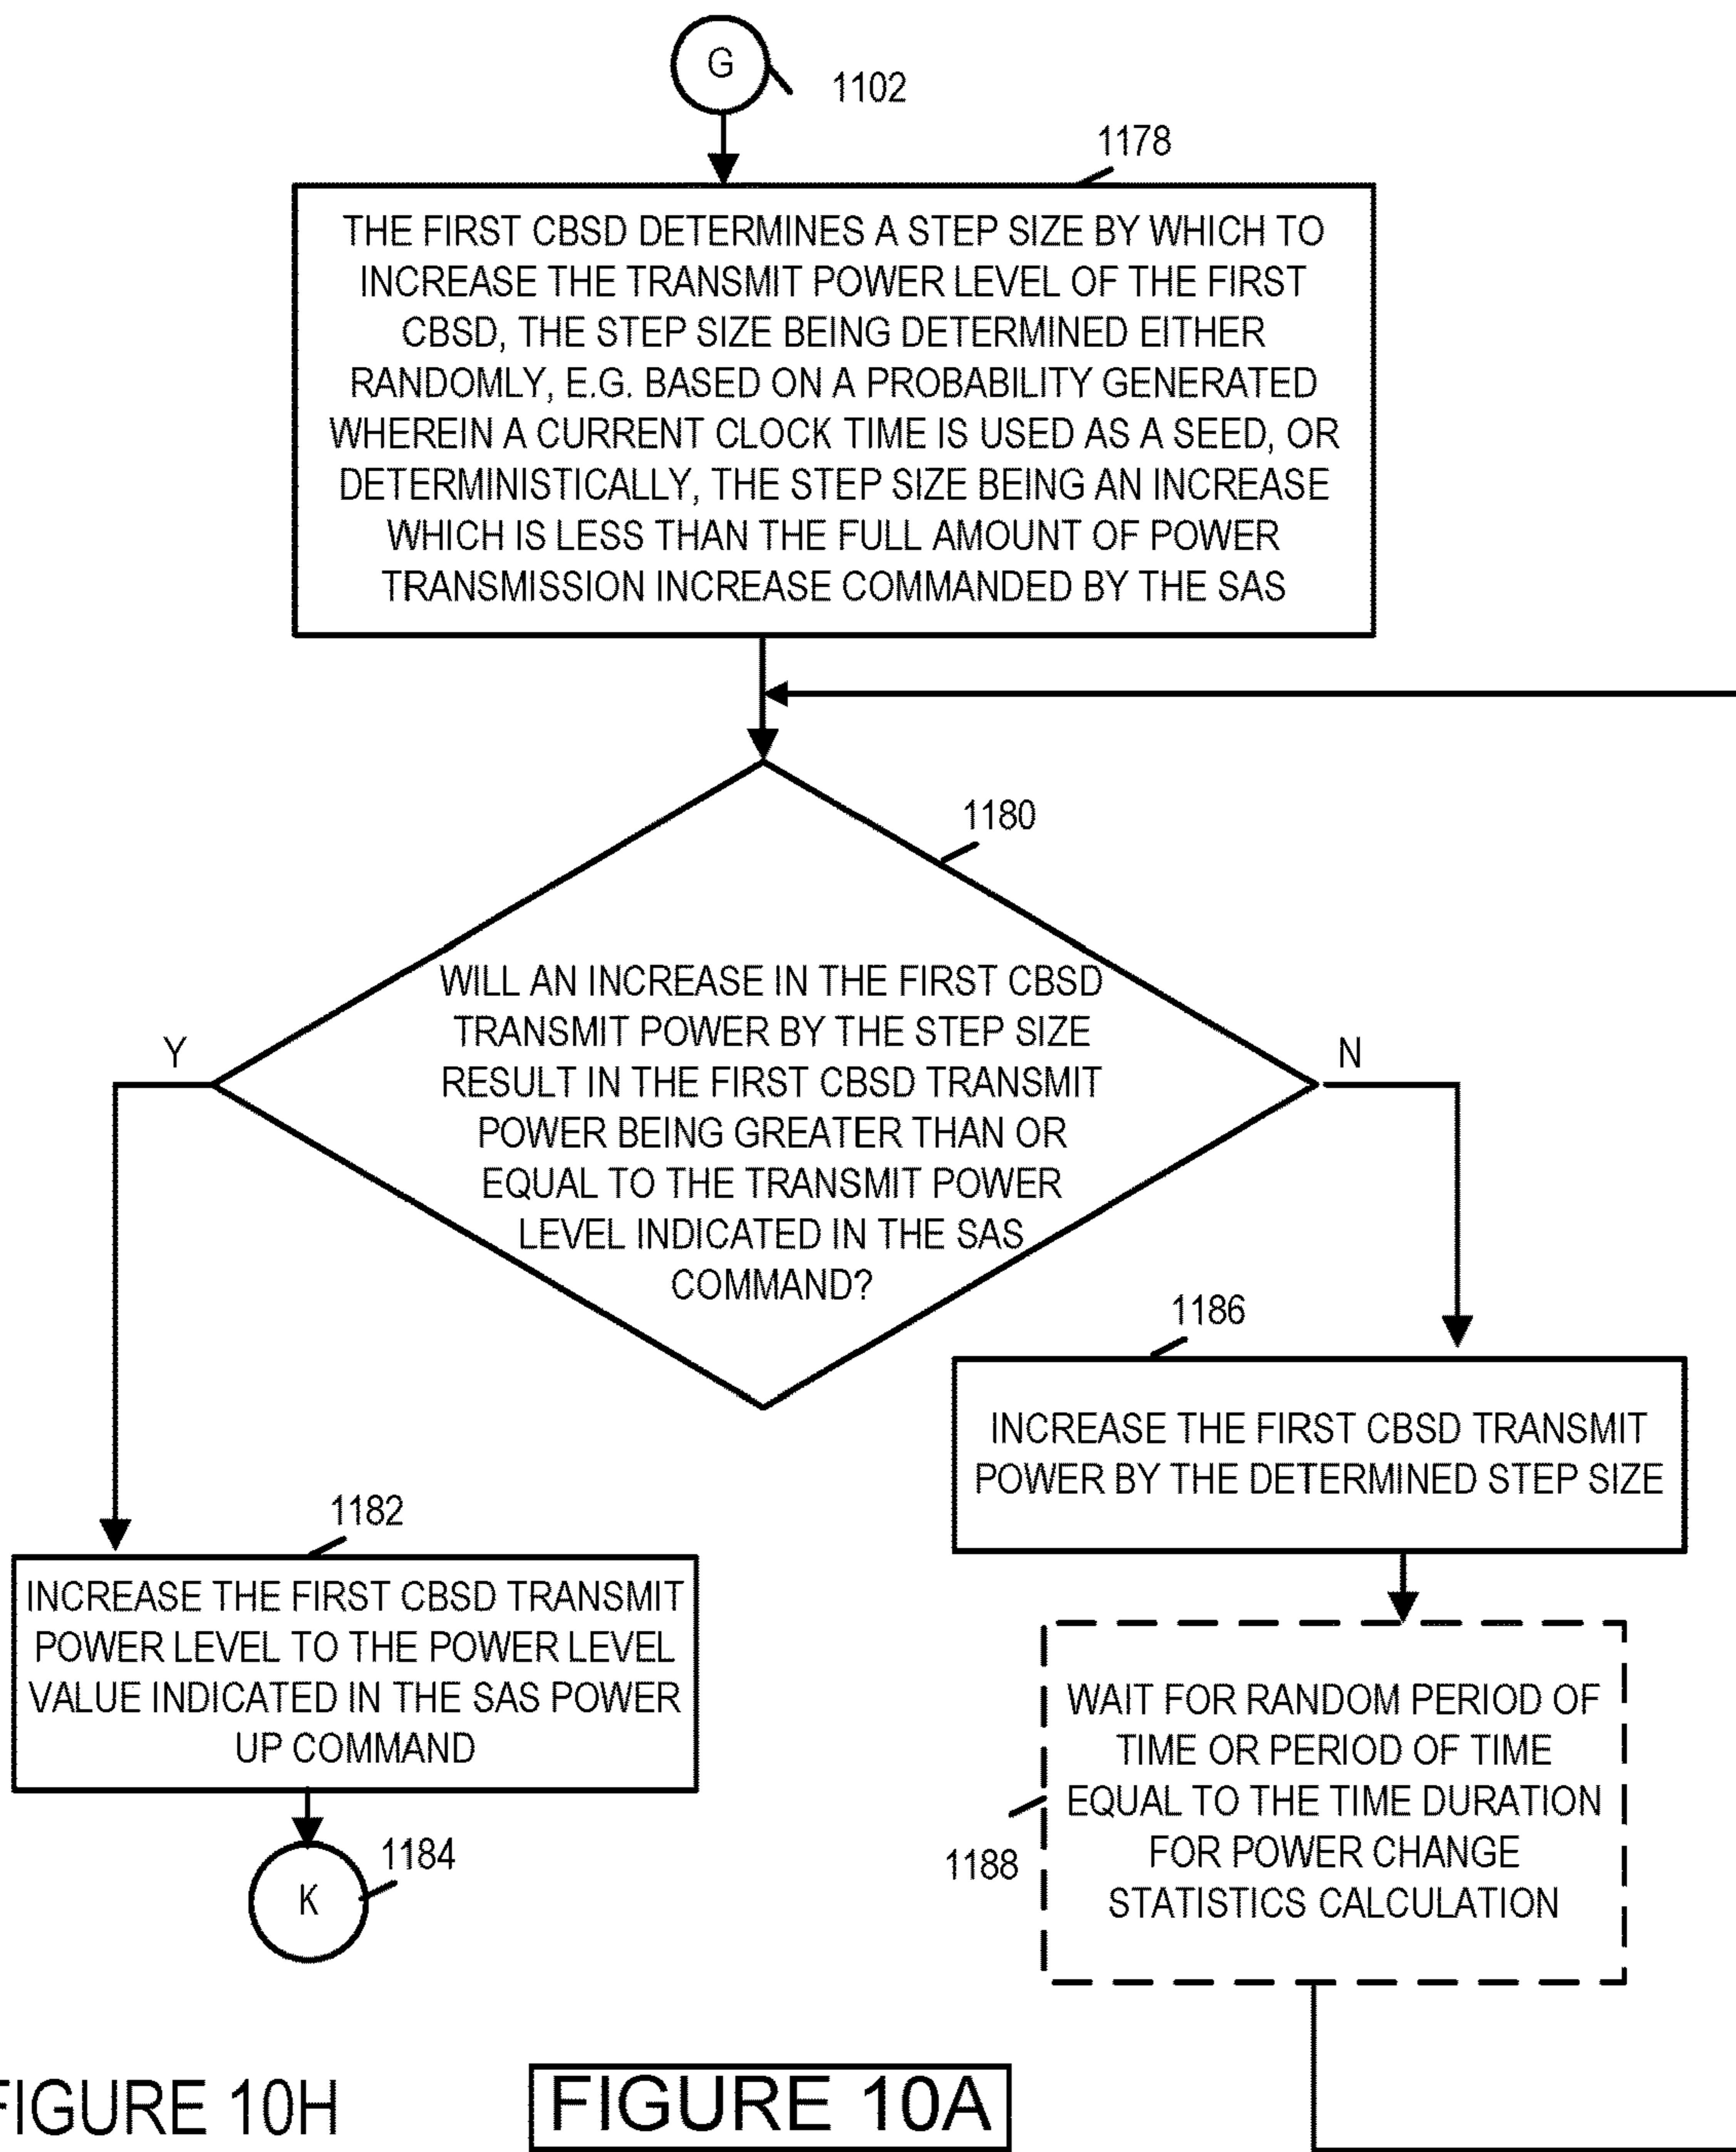 G
1102
1178
THE FIRST CBSD DETERMINES A STEP SIZE BY WHICH TO
INCREASE THE TRANSMIT POWER LEVEL OF THE FIRST
CBSD, THE STEP SIZE BEING DETERMINED EITHER
RANDOMLY, E.G. BASED ON A PROBABILITY GENERATED
WHEREIN A CURRENT CLOCK TIME IS USED AS A SEED, OR
DETERMINISTICALLY, THE STEP SIZE BEING AN INCREASE
WHICH IS LESS THAN THE FULL AMOUNT OF POWER
TRANSMISSION INCREASE COMMANDED BY THE SAS
1180
WILL AN INCREASE IN THE FIRST CBSD
TRANSMIT POWER BY THE STEP SIZE
RESULT IN THE FIRST CBSD TRANSMIT
POWER BEING GREATER THAN OR
EQUAL TO THE TRANSMIT POWER
LEVEL INDICATED IN THE SAS
COMMAND?
Y
N
1186
INCREASE THE FIRST CBSD TRANSMIT
POWER BY THE DETERMINED STEP SIZE
1182
INCREASE THE FIRST CBSD TRANSMIT
POWER LEVEL TO THE POWER LEVEL
VALUE INDICATED IN THE SAS POWER
UP COMMAND
1184
K
WAIT FOR RANDOM PERIOD OF
TIME OR PERIOD OF TIME
EQUAL TO THE TIME DURATION
FOR POWER CHANGE
STATISTICS CALCULATION
1188
FIGURE 10H
FIGURE 10A